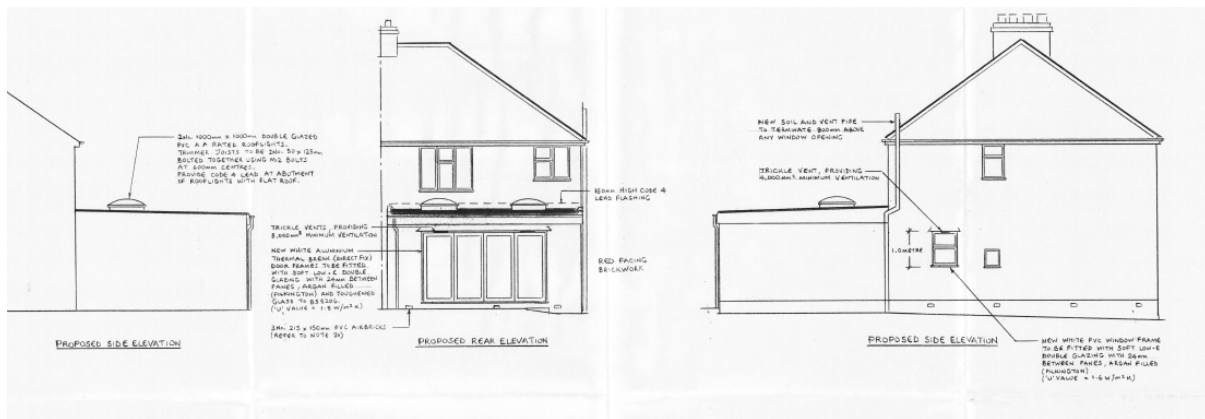 2No. 1000mm x 1000mm DOUBLE GLAZED
PVC A A RATED ROOFLIGHTS.
TRIMMER JOISTS TO BE 2No. 50 x 125mm
BOLTED TOGETHER USING M12 BOLTS
AT 600mm CENTRES.
PROVIDE CODE 4 LEAD AT ABUTMENT
OF ROOFLIGHTS WITH FLAT ROOF.
PROPOSED SIDE ELEVATION
150mm HIGH CODE 4
LEAD FLASHING
TRICKLE VENTS, PROVIDING
8,000mm² MINIMUM VENTILATION
NEW WHITE ALUMINIUM
THERMAL BREAK (DIRECT FIX)
DOOR FRAMES TO BE FITTED
WITH SOFT LOW-E DOUBLE
GLAZING WITH 24mm BETWEEN
PANES, ARGAN FILLED
(PILKINGTON) AND TOUGHENED
GLASS TO BS6206.
('U' VALUE = 1.8 W/m²K)
RED FACING
BRICKWORK
3No. 215 x 150mm PVC AIRBRICKS
(REFER TO NOTE 20)
PROPOSED REAR ELEVATION
NEW SOIL AND VENT PIPE
TO TERMINATE 900mm ABOVE
ANY WINDOW OPENING
TRICKLE VENT, PROVIDING
MINIMUM VENTILATION
1.0 METRE
PROPOSED SIDE ELEVATION
NEW WHITE PVC WINDOW FRAME
TO BE FITTED WITH SOFT LOW-E
DOUBLE GLAZING WITH 24mm
BETWEEN PANES, ARGAN FILLED
(PILKINGTON)
('U' VALUE = 1.6 W/m²K)